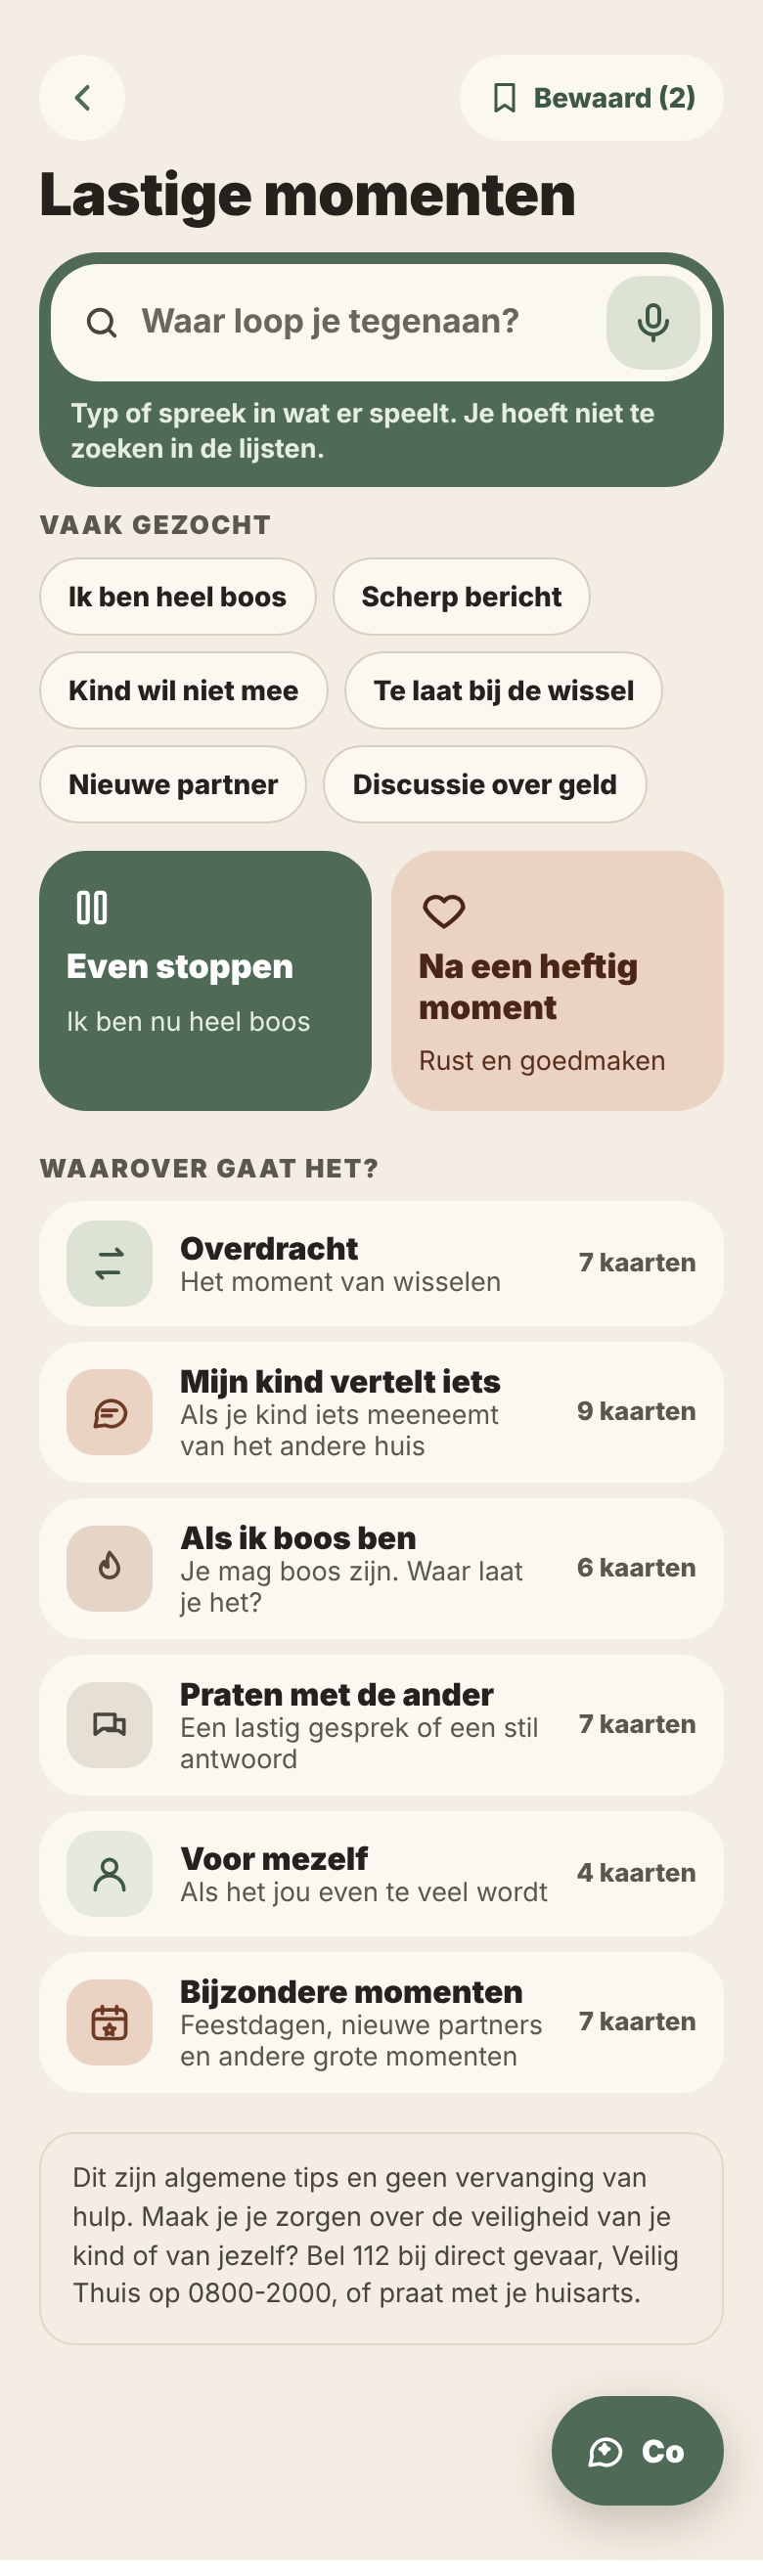 Bewaard (2)
Lastige momenten
Waar loop je tegenaan?
Typ of spreek in wat er speelt. Je hoeft niet te
zoeken in de lijsten.
VAAK GEZOCHT
Ik ben heel boos
Scherp bericht
Kind wil niet mee
Te laat bij de wissel
Nieuwe partner
Discussie over geld
Even stoppen
Ik ben nu heel boos
Na een heftig
moment
Rust en goedmaken
WAAROVER GAAT HET?
Overdracht
Het moment van wisselen
7 kaarten
Mijn kind vertelt iets
Als je kind iets meeneemt
van het andere huis
9 kaarten
Als ik boos ben
Je mag boos zijn. Waar laat
je het?
6 kaarten
Praten met de ander
Een lastig gesprek of een stil
antwoord
7 kaarten
Voor mezelf
Als het jou even te veel wordt
4 kaarten
Bijzondere momenten
Feestdagen, nieuwe partners
en andere grote momenten
7 kaarten
Dit zijn algemene tips en geen vervanging van
hulp. Maak je je zorgen over de veiligheid van je
kind of van jezelf? Bel 112 bij direct gevaar, Veilig
Thuis op 0800-2000, of praat met je huisarts.
Co